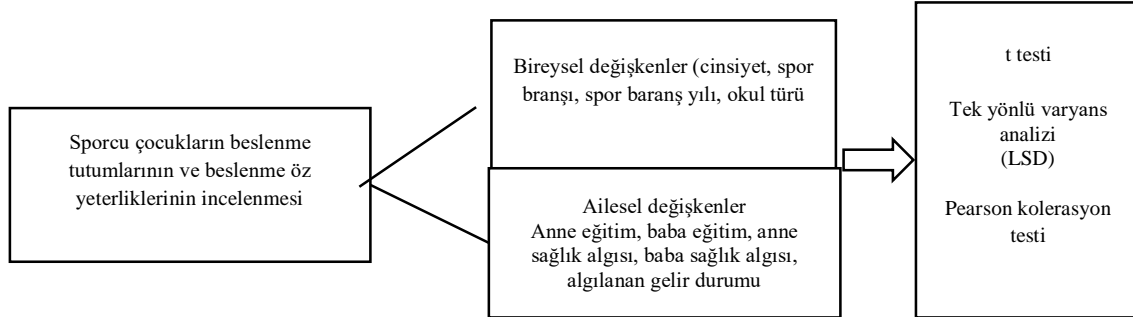 Sporcu çocukların beslenme
tutumlarının ve beslenme öz
yeterliklerinin incelenmesi
Bireysel değişkenler (cinsiyet, spor
branşı, spor baranş yılı, okul türü
Ailesel değişkenler
Anne eğitim, baba eğitim, anne
sağlık algısı, baba sağlık algısı,
algılanan gelir durumu
t testi
Tek yönlü varyans
analizi
(LSD)
Pearson kolerasyon
testi